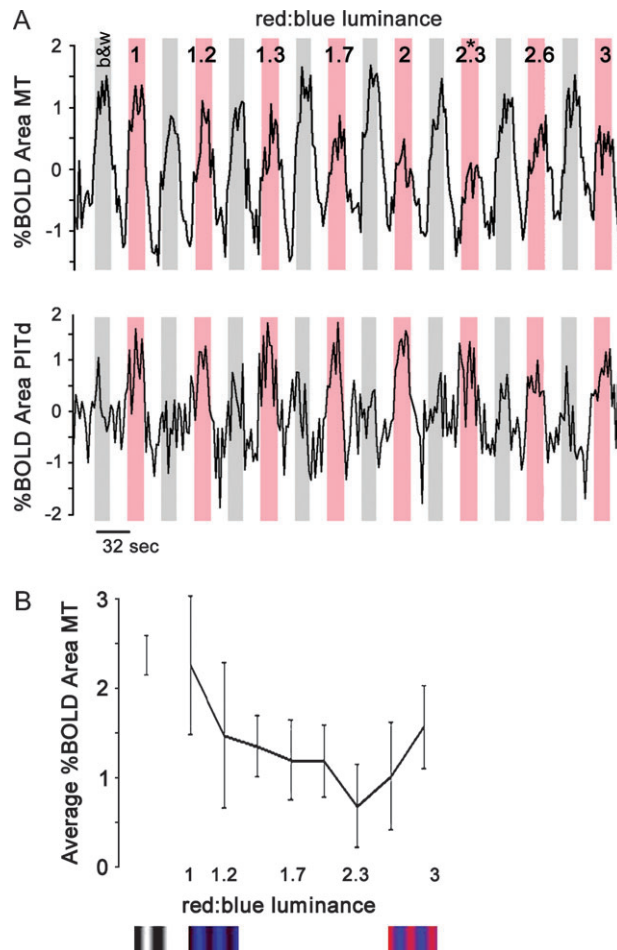 A
red:blue luminance
b&w 1 1.2 1.3 1.7 2 2.3* 2.6 3
%BOLD Area MT
2
1
0
-1
%BOLD Area PITd
2
1
0
-1
-2
32 sec
B
Average %BOLD Area MT
3
2
1
0
1 1.2 1.7 2.3 3
red:blue luminance